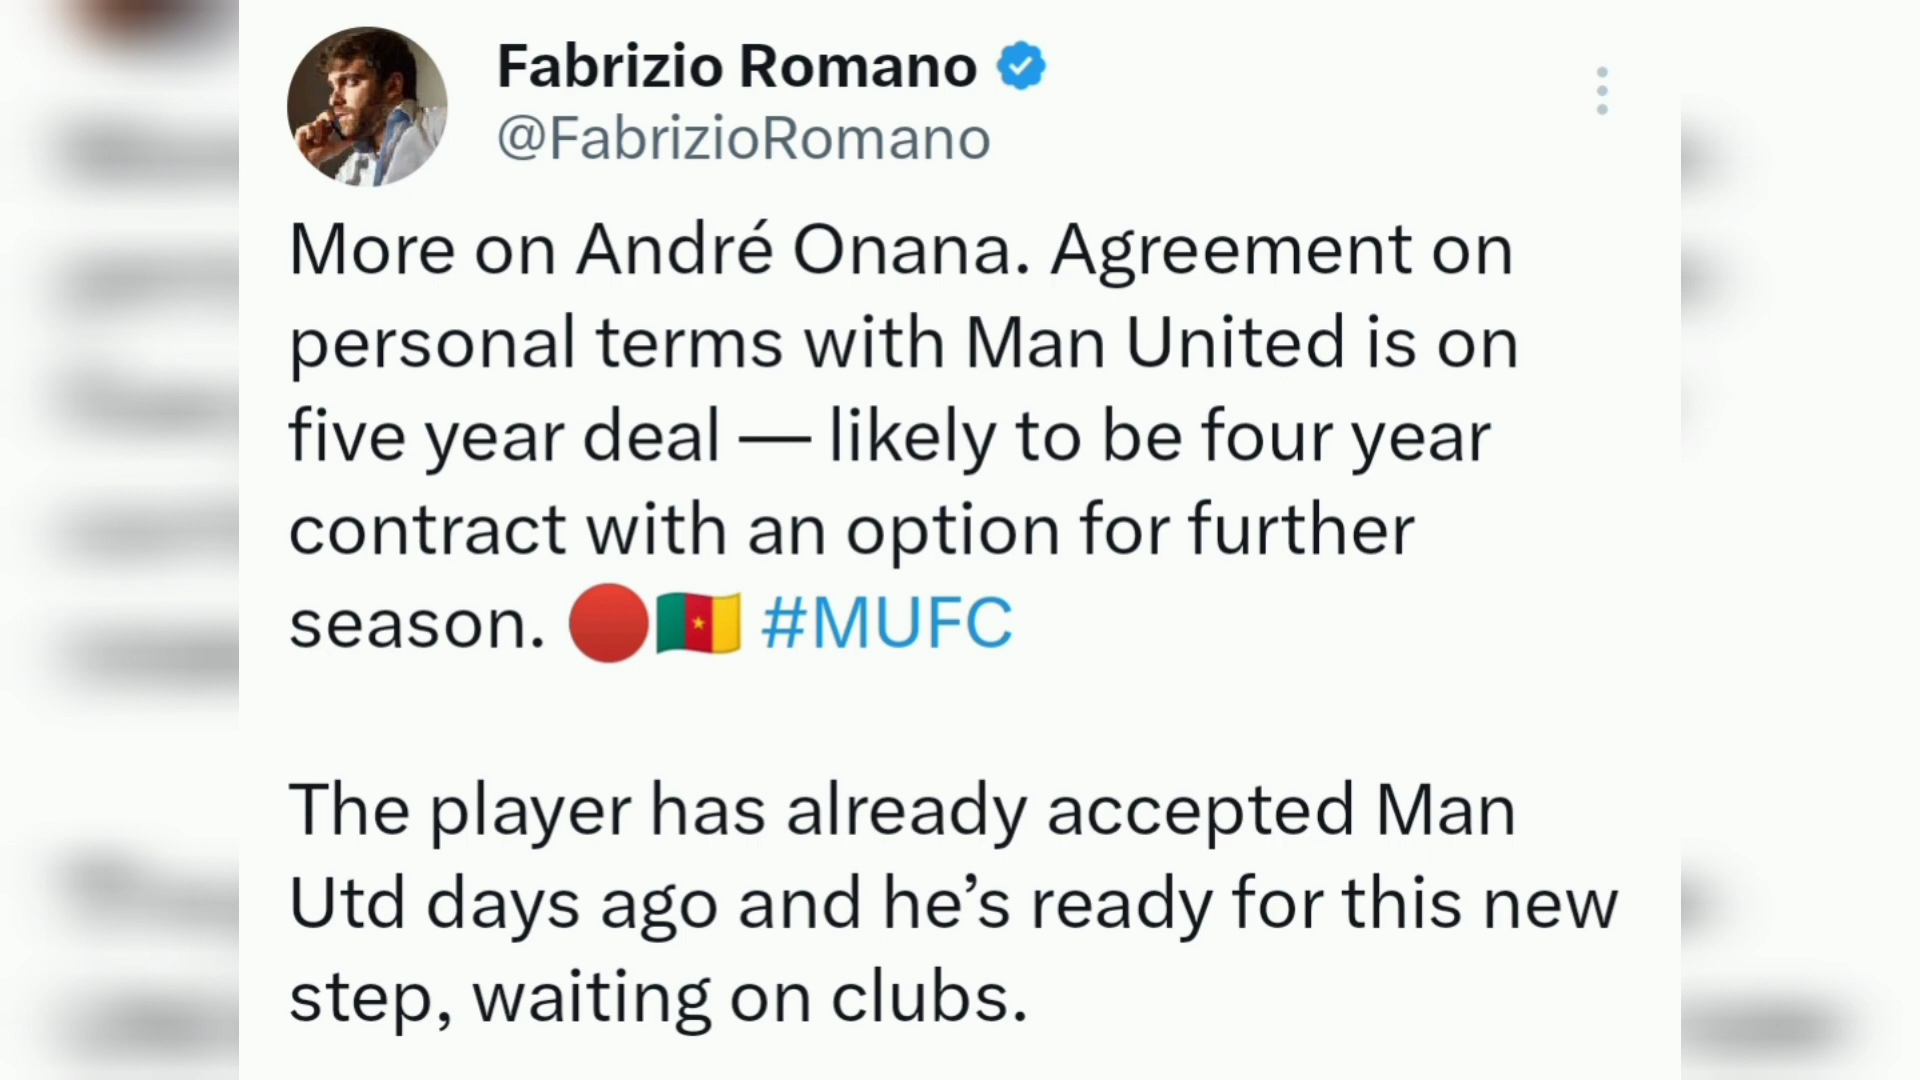 Fabrizio Romano
@FabrizioRomano
More on André Onana. Agreement on
personal terms with Man United is on
five year deal — likely to be four year
contract with an option for further
season. 🔴🇨🇲 #MUFC
The player has already accepted Man
Utd days ago and he’s ready for this new
step, waiting on clubs.